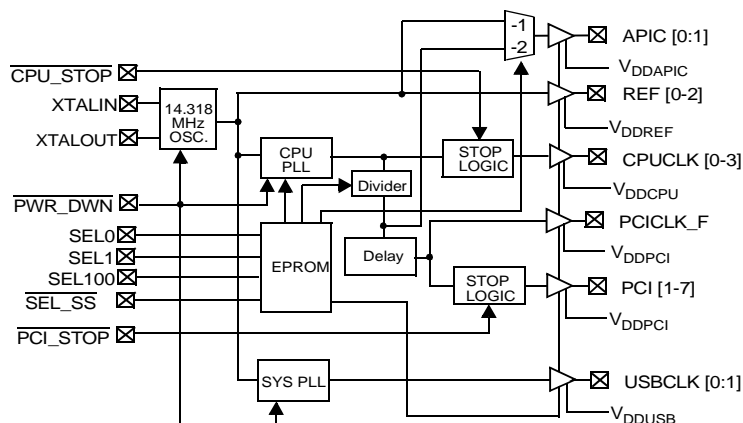 -1
-2
APIC [0:1]
VDDAPIC
CPU_STOP
XTALIN
XTALOUT
14.318
MHz
OSC.
REF [0-2]
VDDREF
CPU
PLL
STOP
LOGIC
CPUCLK [0-3]
VDDCPU
Divider
PWR_DWN
SEL0
SEL1
SEL100
SEL_SS
EPROM
Delay
PCICLK_F
VDDPCI
STOP
LOGIC
PCI [1-7]
VDDPCI
PCI_STOP
SYS PLL
USBCLK [0:1]
VDDUSB